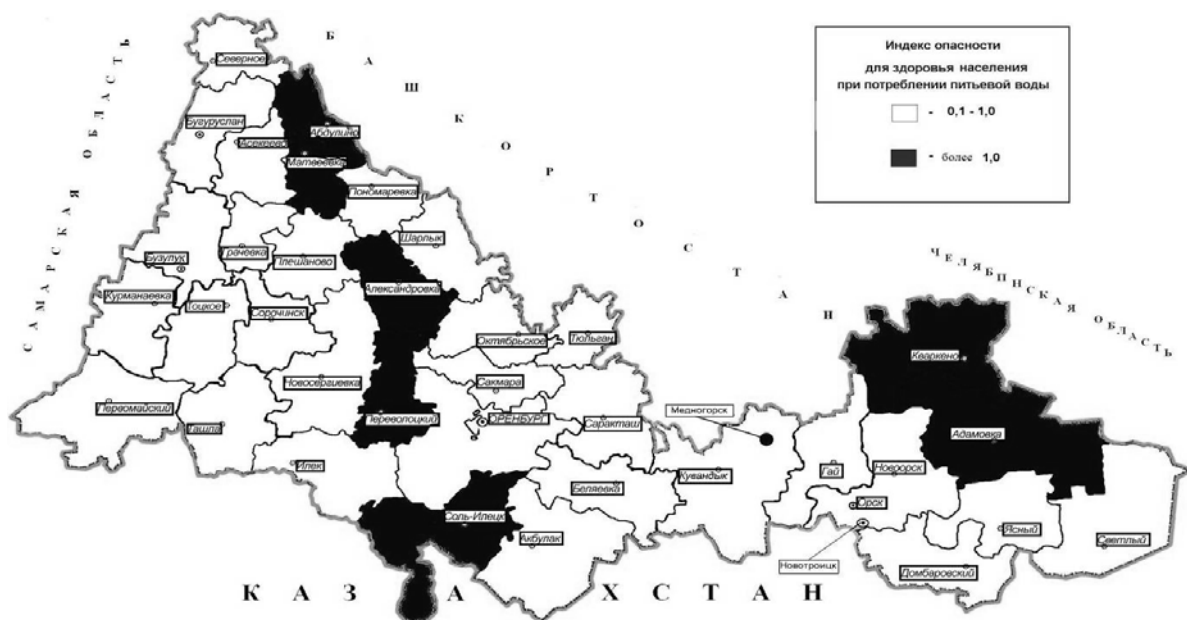 САМАРСКАЯ ОБЛАСТЬ
БАШКОРТОСТАН
ЧЕЛЯБПНСКАЯ ОБЛАСТЬ
КАЗАХСТАН
Индекс опасности
для здоровья населения
при потреблении питьевой воды
- 0,1 - 1,0
- более 1,0
Северное
Бугуруслан
Асекеево
Абдулино
Матвеевка
Пономаревка
Шарлык
Грачевка
Бузулук
Плешаново
Александровка
Курманаевка
Тоцкое
Сорочинск
Октябрьское
Тюльган
Кваркено
Новосергиевка
Сакмара
Первомайский
Переволоцкий
ОРЕНБУРГ
Саракташ
Медногорск
Ташла
Адамовка
Илек
Кувандык
Гай
Новоорск
Беляевка
Орск
Соль-Илецк
Акбулак
Ясный
Светлый
Новотроицк
Домбаровский